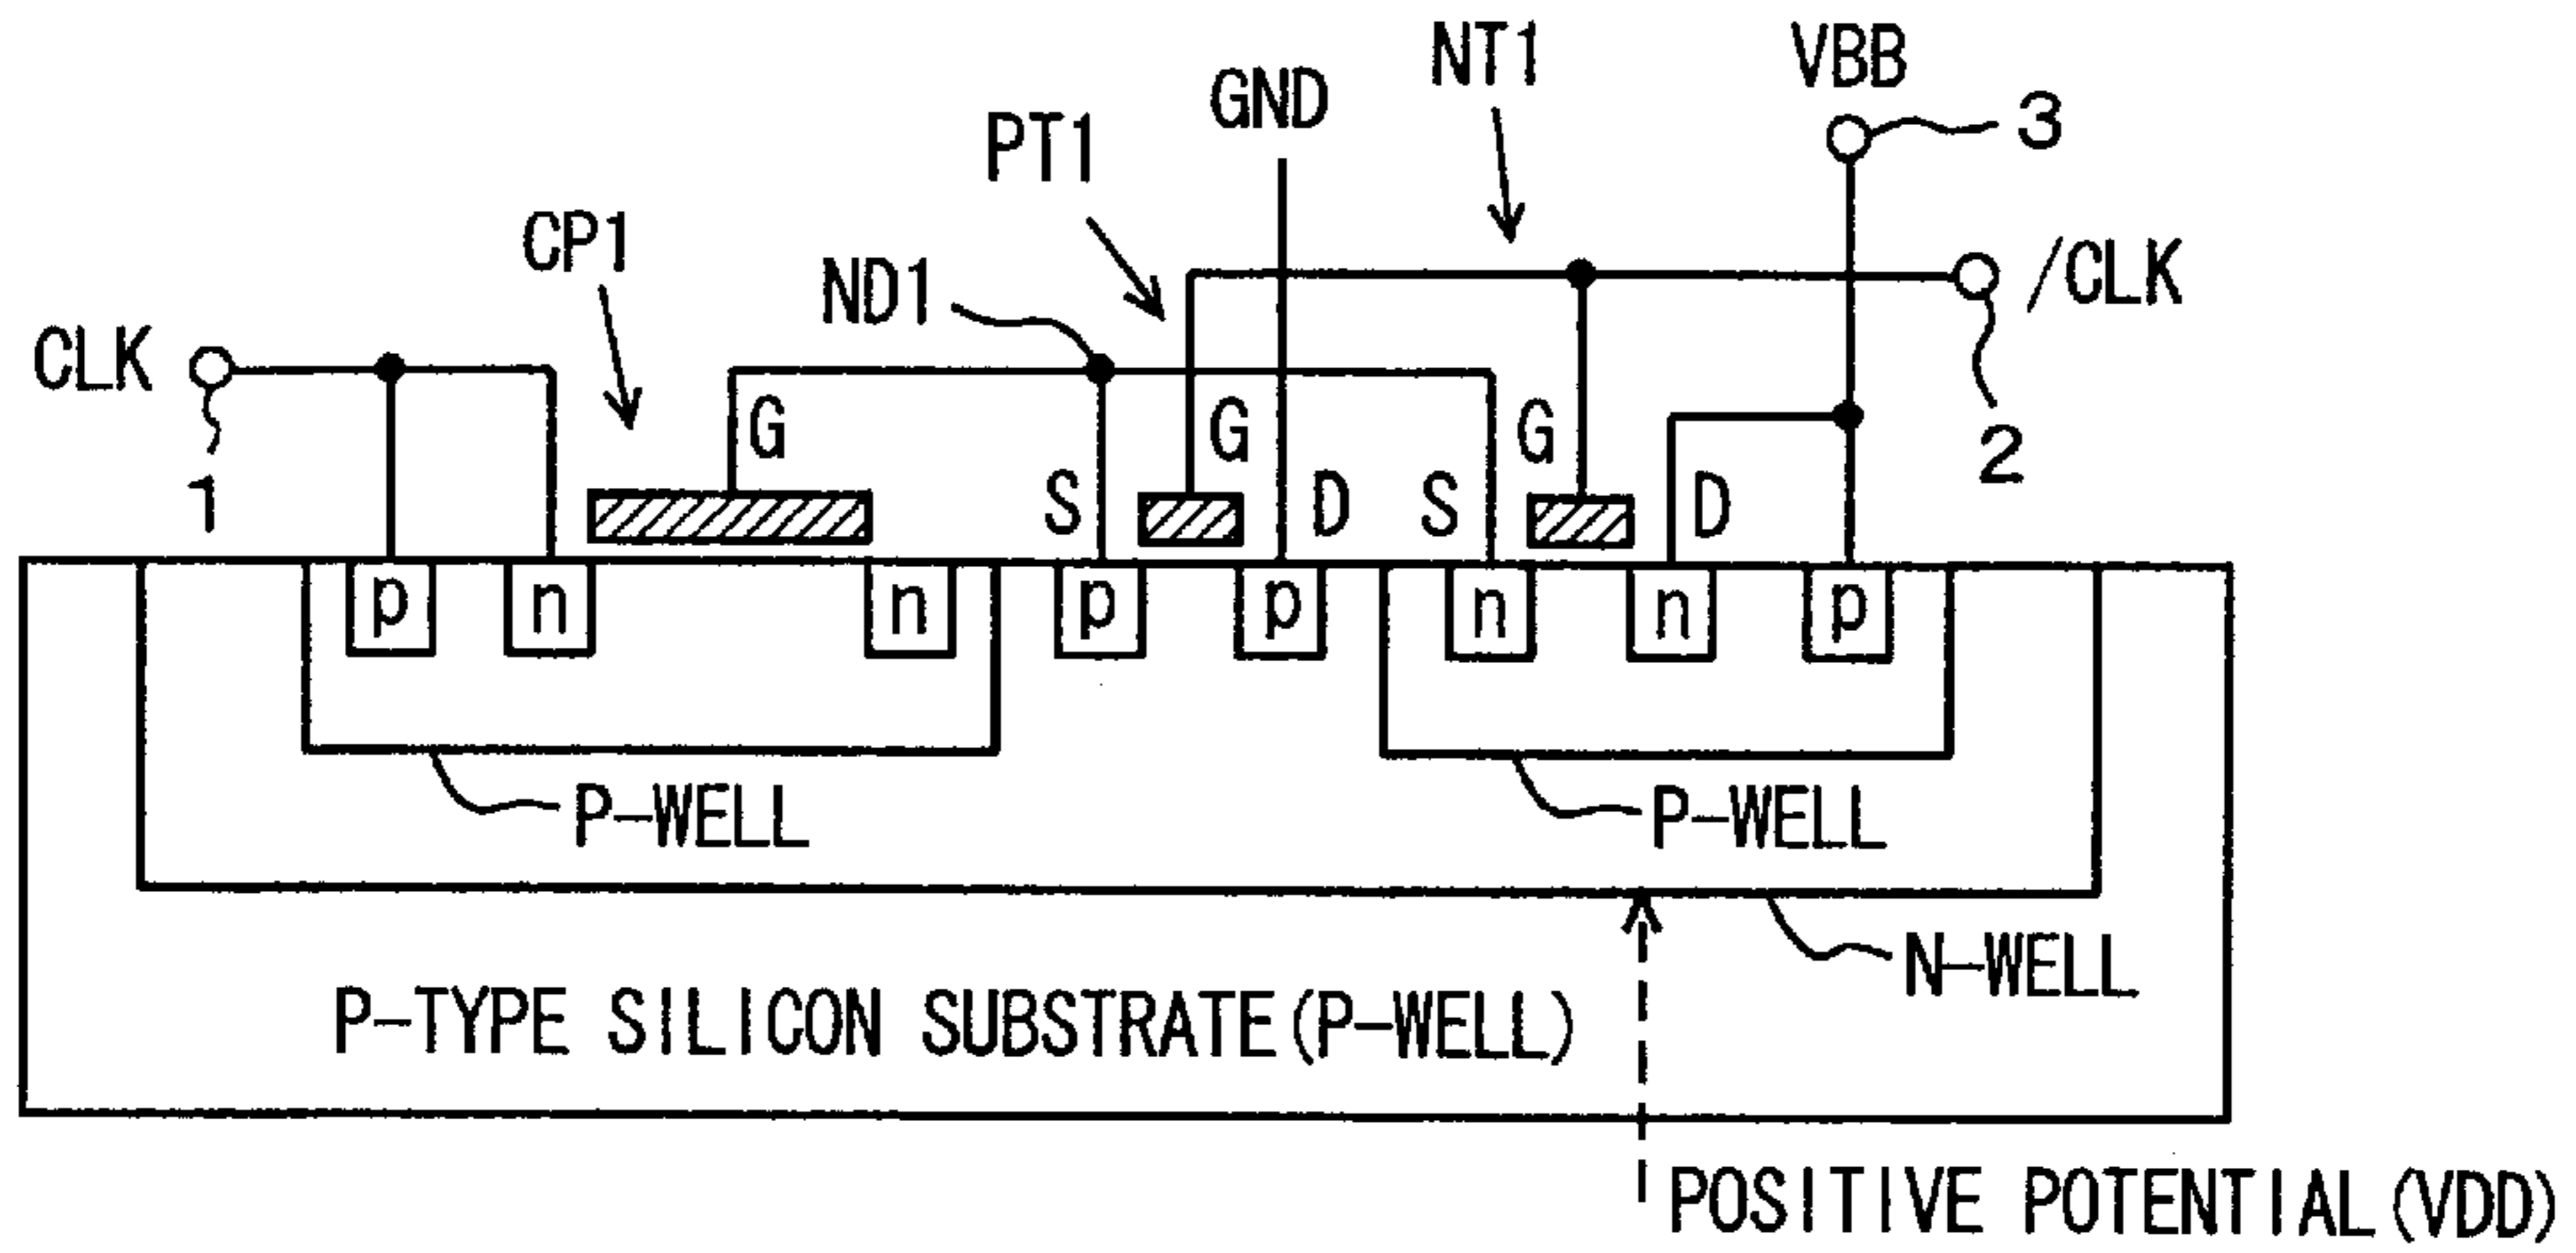 NT1
VBB
3
GND
PT1
CP1
/CLK
ND1
CLK
G
G
G
2
1
S
D
S
D
p
n
n
p
p
n
n
p
P-WELL
P-WELL
N-WELL
P-TYPE SILICON SUBSTRATE(P-WELL)
POSITIVE POTENTIAL(VDD)